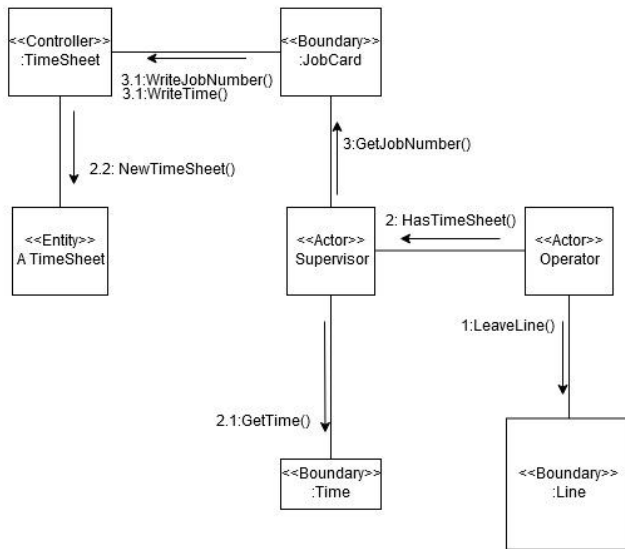 <<Controller>>
:TimeSheet
<<Boundary>>
:JobCard
3.1:WriteJobNumber()
3.1:WriteTime()
3:GetJobNumber()
2.2: NewTimeSheet()
<<Entity>>
A TimeSheet
<<Actor>>
Supervisor
2: HasTimeSheet()
<<Actor>>
Operator
1:LeaveLine()
2.1:GetTime()
<<Boundary>>
:Time
<<Boundary>>
:Line